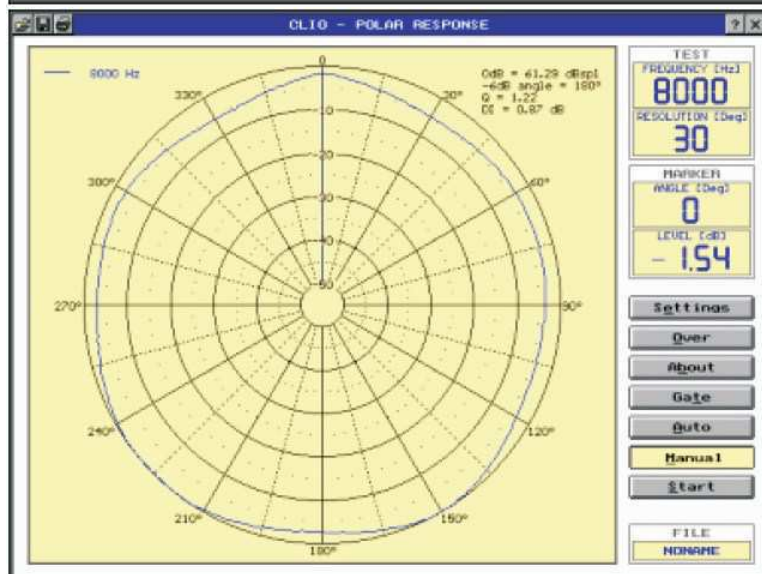 CLIO - POLAR RESPONSE
? X
8000 Hz
0dB = 61.29 dBspl
-6dB angle = 180°
Q = 1.22
DI = 0.87 dB
0
330°
30°
-10
-20
300°
60°
-30
-40
-50
270°
90°
240°
120°
210°
150°
180°
TEST
FREQUENCY [Hz]
8000
RESOLUTION [Deg]
30
MARKER
ANGLE [Deg]
0
LEVEL [dB]
-1.54
Settings
Over
About
Gate
Auto
Manual
Start
FILE
NONAME